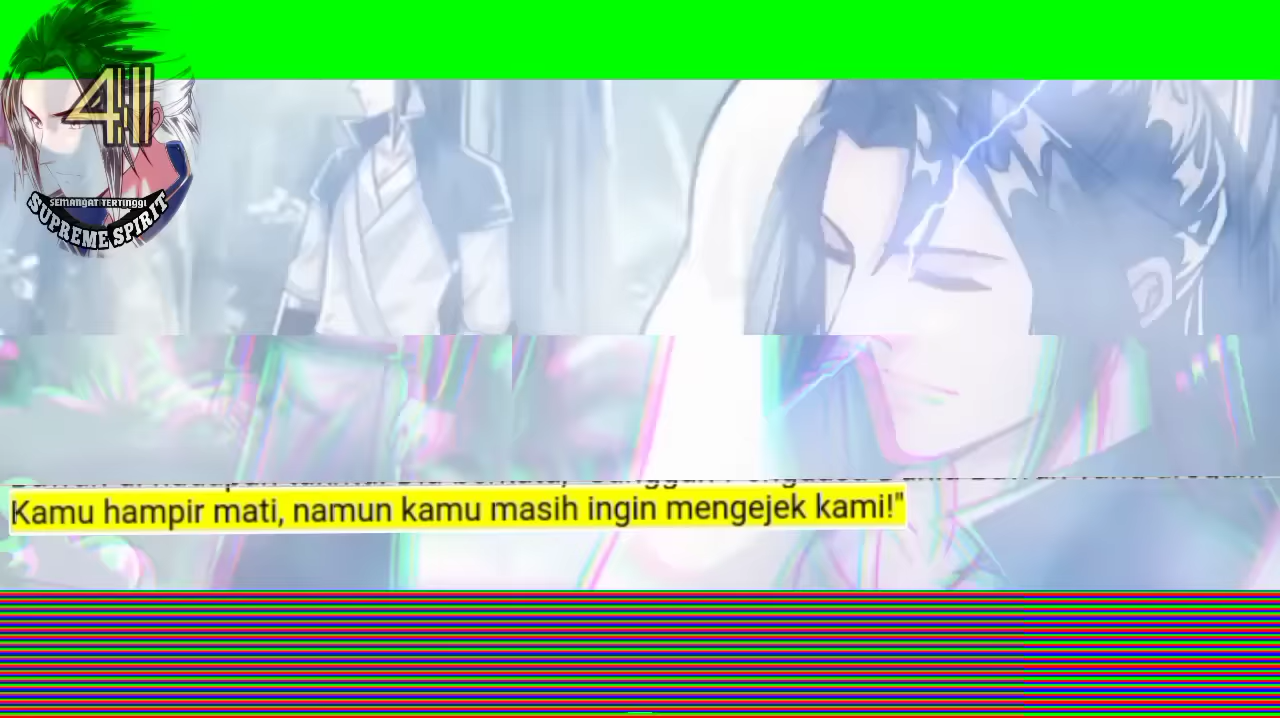 41
SEMANGAT TERTINGGI
SUPREME SPIRIT
Kamu hampir mati, namun kamu masih ingin mengejek kami!"